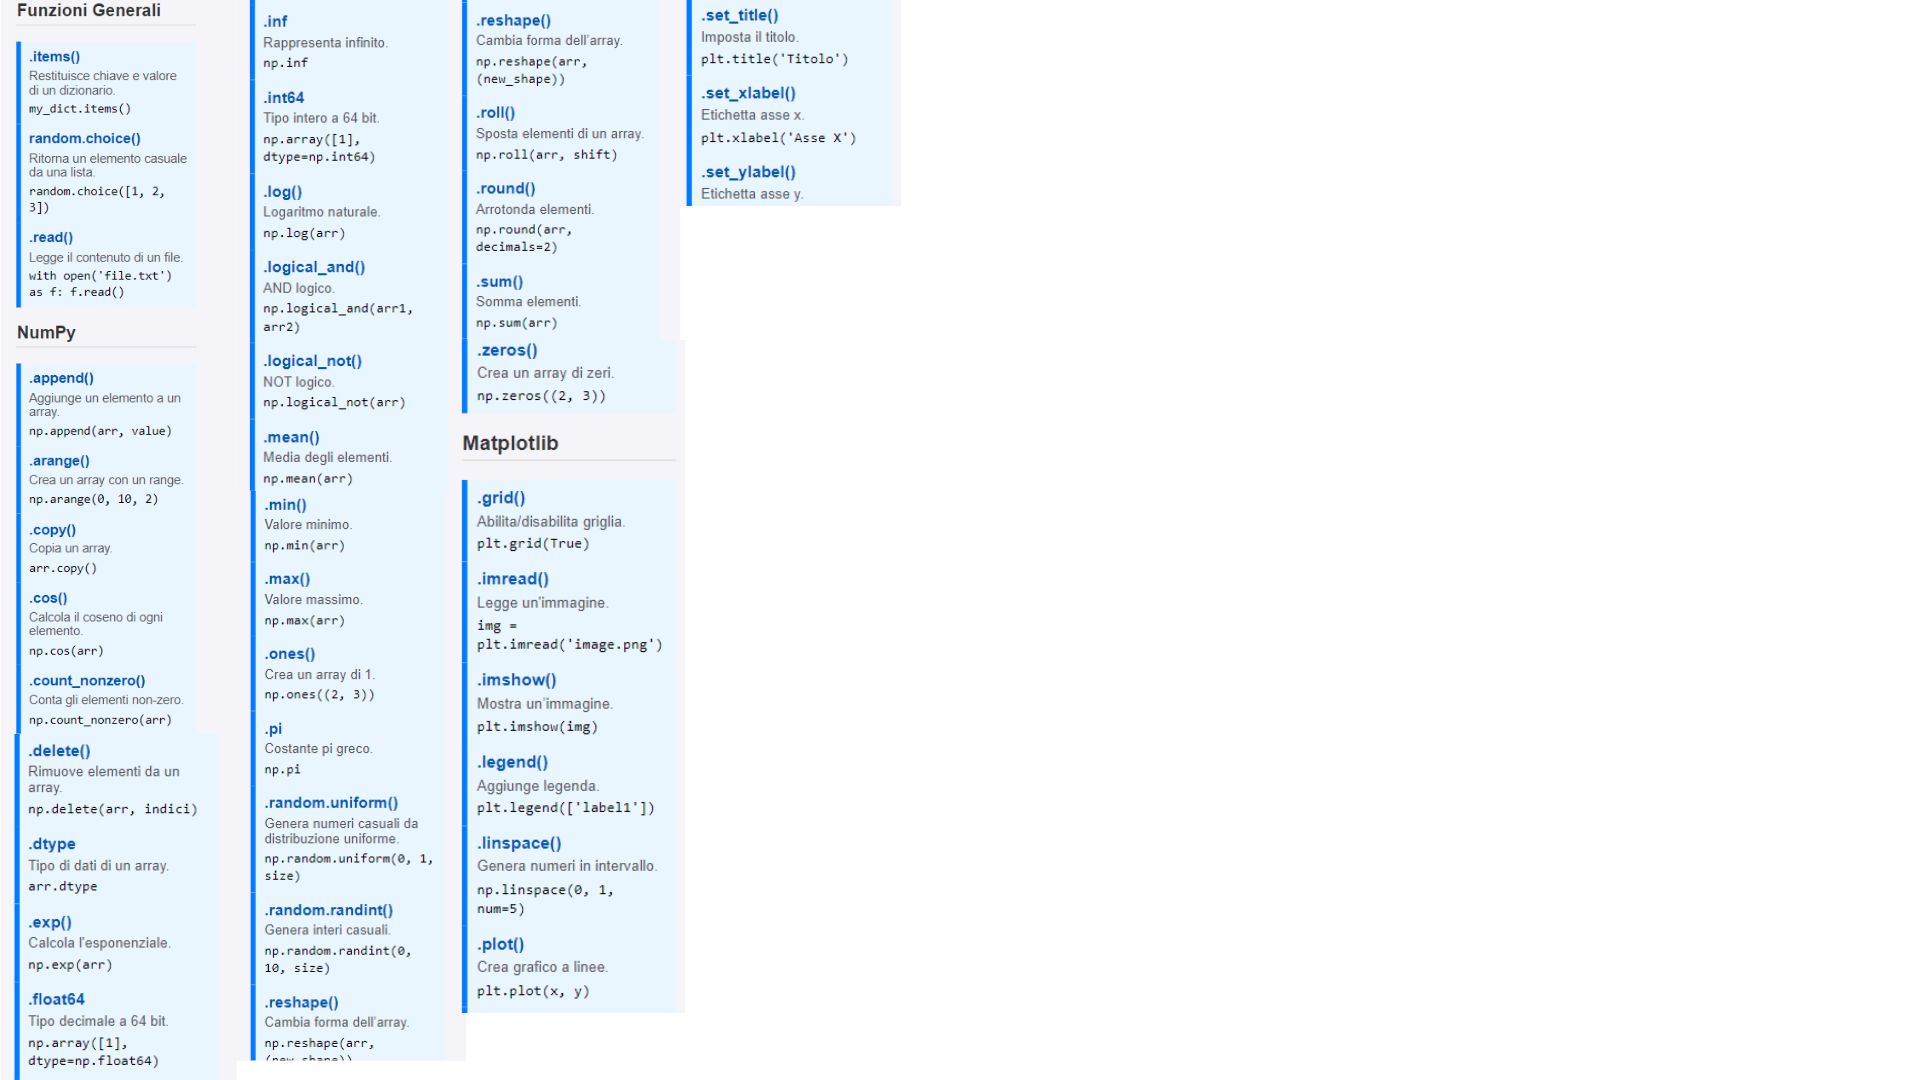 Funzioni Generali
.items()
Restituisce chiave e valore
di un dizionario.
my_dict.items()
random.choice()
Ritorna un elemento casuale
da una lista.
random.choice([1, 2,
3])
.read()
Legge il contenuto di un file.
with open('file.txt')
as f: f.read()
NumPy
.append()
Aggiunge un elemento a un
array.
np.append(arr, value)
.arange()
Crea un array con un range.
np.arange(0, 10, 2)
.copy()
Copia un array.
arr.copy()
.cos()
Calcola il coseno di ogni
elemento.
np.cos(arr)
.count_nonzero()
Conta gli elementi non-zero.
np.count_nonzero(arr)
.delete()
Rimuove elementi da un
array.
np.delete(arr, indici)
.dtype
Tipo di dati di un array.
arr.dtype
.exp()
Calcola l'esponenziale.
np.exp(arr)
.float64
Tipo decimale a 64 bit.
np.array([1],
dtype=np.float64)
.inf
Rappresenta infinito.
np.inf
.int64
Tipo intero a 64 bit.
np.array([1],
dtype=np.int64)
.log()
Logaritmo naturale.
np.log(arr)
.logical_and()
AND logico.
np.logical_and(arr1,
arr2)
.logical_not()
NOT logico.
np.logical_not(arr)
.mean()
Media degli elementi.
np.mean(arr)
.min()
Valore minimo.
np.min(arr)
.max()
Valore massimo.
np.max(arr)
.ones()
Crea un array di 1.
np.ones((2, 3))
.pi
Costante pi greco.
np.pi
.random.uniform()
Genera numeri casuali da
distribuzione uniforme.
np.random.uniform(0, 1,
size)
.random.randint()
Genera interi casuali.
np.random.randint(0,
10, size)
.reshape()
Cambia forma dell'array.
np.reshape(arr,
(new_shape))
.reshape()
Cambia forma dell'array.
np.reshape(arr,
(new_shape))
.roll()
Sposta elementi di un array.
np.roll(arr, shift)
.round()
Arrotonda elementi.
np.round(arr,
decimals=2)
.sum()
Somma elementi.
np.sum(arr)
.zeros()
Crea un array di zeri.
np.zeros((2, 3))
Matplotlib
.grid()
Abilita/disabilita griglia.
plt.grid(True)
.imread()
Legge un'immagine.
img =
plt.imread('image.png')
.imshow()
Mostra un'immagine.
plt.imshow(img)
.legend()
Aggiunge legenda.
plt.legend(['label1'])
.linspace()
Genera numeri in intervallo.
np.linspace(0, 1,
num=5)
.plot()
Crea grafico a linee.
plt.plot(x, y)
.set_title()
Imposta il titolo.
plt.title('Titolo')
.set_xlabel()
Etichetta asse x.
plt.xlabel('Asse X')
.set_ylabel()
Etichetta asse y.